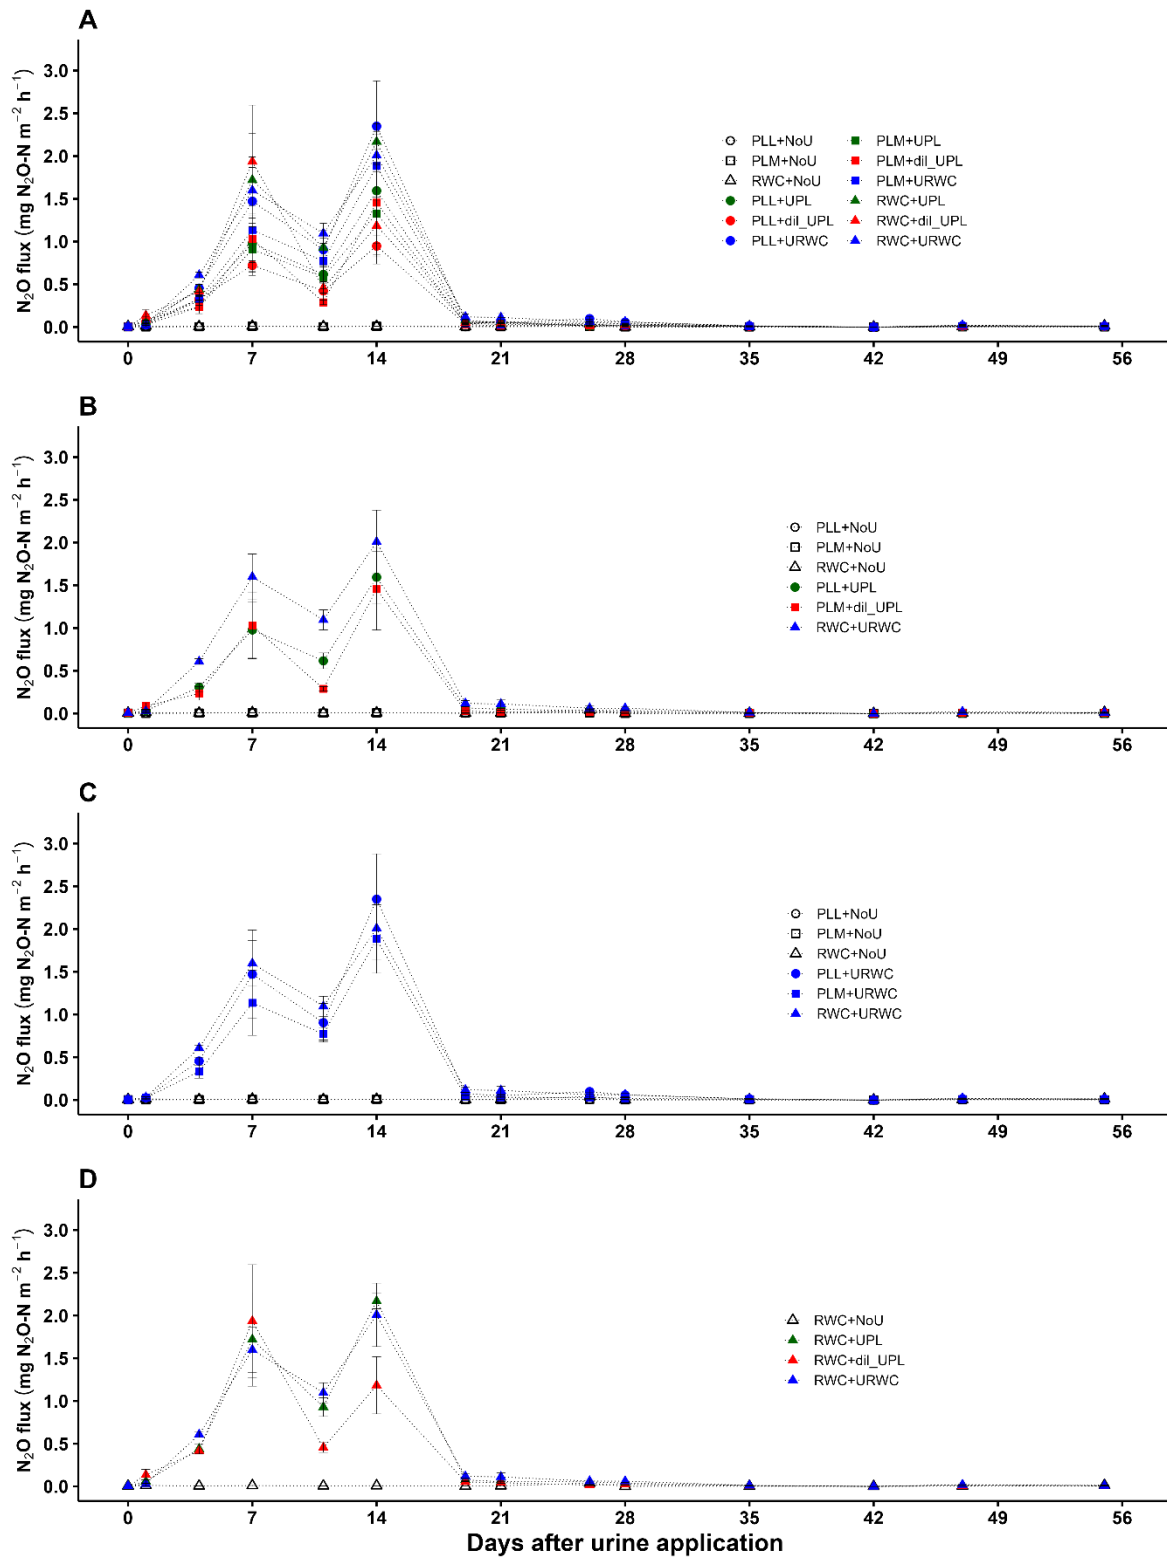 A
N₂O flux (mg N₂O-N m⁻² h⁻¹)
3.0
2.5
2.0
1.5
1.0
0.5
0.0
PLL+NoU PLM+UPL
PLM+NoU PLM+dil_UPL
RWC+NoU PLM+URWC
PLL+UPL RWC+UPL
PLL+dil_UPL RWC+dil_UPL
PLL+URWC RWC+URWC
0 7 14 21 28 35 42 49 56
B
N₂O flux (mg N₂O-N m⁻² h⁻¹)
3.0
2.5
2.0
1.5
1.0
0.5
0.0
PLL+NoU
PLM+NoU
RWC+NoU
PLL+UPL
PLM+dil_UPL
RWC+URWC
0 7 14 21 28 35 42 49 56
C
N₂O flux (mg N₂O-N m⁻² h⁻¹)
3.0
2.5
2.0
1.5
1.0
0.5
0.0
PLL+NoU
PLM+NoU
RWC+NoU
PLL+URWC
PLM+URWC
RWC+URWC
0 7 14 21 28 35 42 49 56
D
N₂O flux (mg N₂O-N m⁻² h⁻¹)
3.0
2.5
2.0
1.5
1.0
0.5
0.0
RWC+NoU
RWC+UPL
RWC+dil_UPL
RWC+URWC
0 7 14 21 28 35 42 49 56
Days after urine application